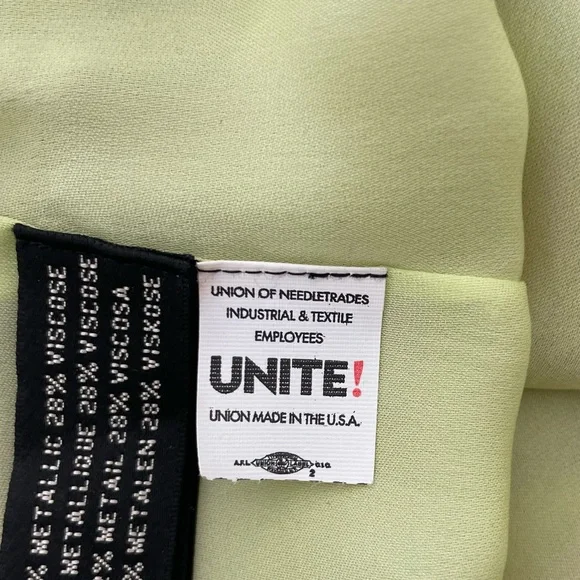 UNION OF NEEDLETRADES
INDUSTRIAL & TEXTILE
EMPLOYEES
UNITE!
UNION MADE IN THE U.S.A.
A.F.L. C.I.O.
2
% METALLIC 28% VISCOSE
METALLIQUE 28% VISCOSE
% METAIL 28% VISCOSA
% METALEN 28% VISKOSE